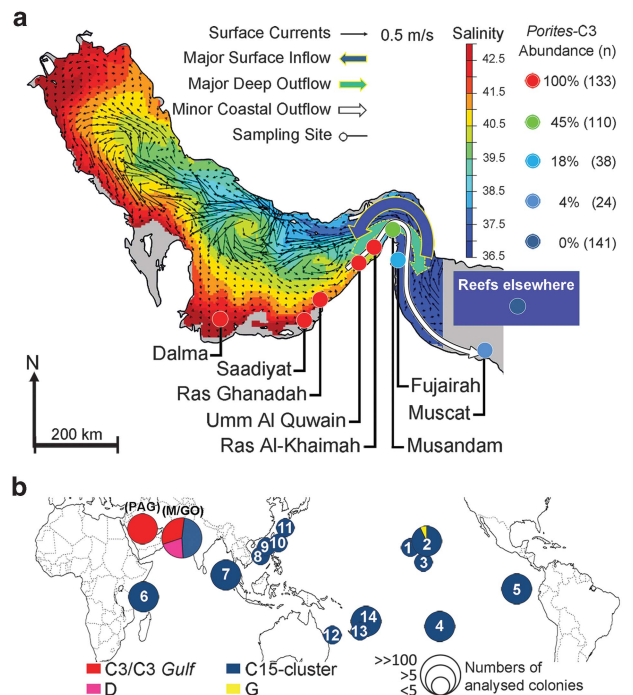 a
Surface Currents 0.5 m/s
Major Surface Inflow
Major Deep Outflow
Minor Coastal Outflow
Sampling Site
Salinity
42.5
41.5
40.5
39.5
38.5
37.5
36.5
Porites-C3
Abundance (n)
100% (133)
45% (110)
18% (38)
4% (24)
0% (141)
Reefs elsewhere
Dalma
Saadiyat
Ras Ghanadah
Umm Al Quwain
Ras Al-Khaimah
Fujairah
Muscat
Musandam
N
200 km
b
(PAG) (M/GO)
11
10
9
8
7
6
1
2
3
5
14
13
12
4
C3/C3 Gulf
D
C15-cluster
G
>>100
>5
<5
Numbers of
analysed colonies